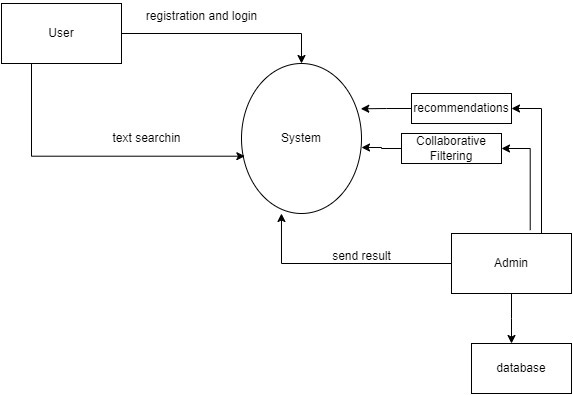 registration and login
User
text searchin
System
recommendations
Collaborative
Filtering
send result
Admin
database